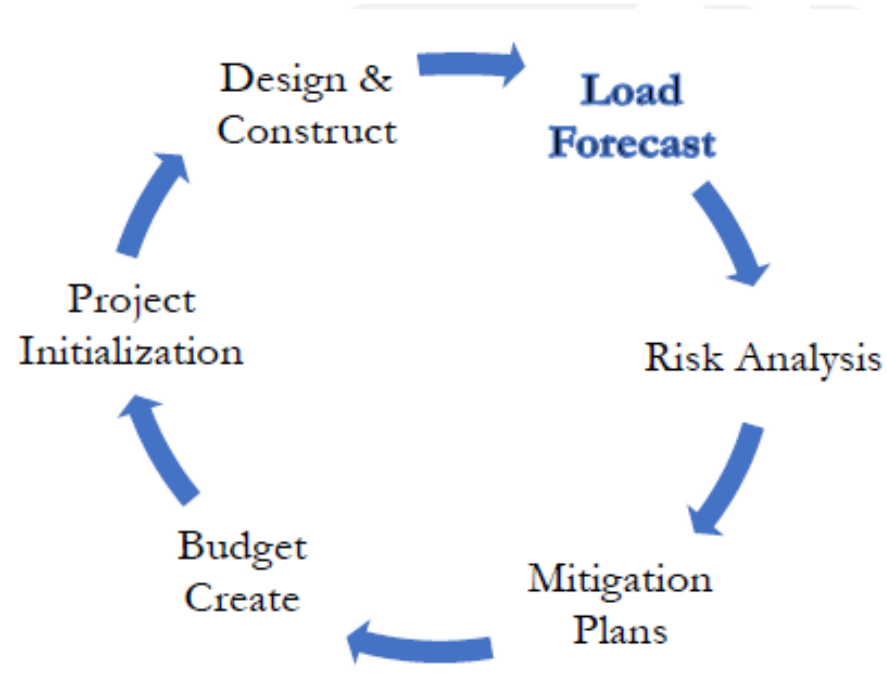 Design &
Construct
Load
Forecast
Risk Analysis
Mitigation
Plans
Budget
Create
Project
Initialization